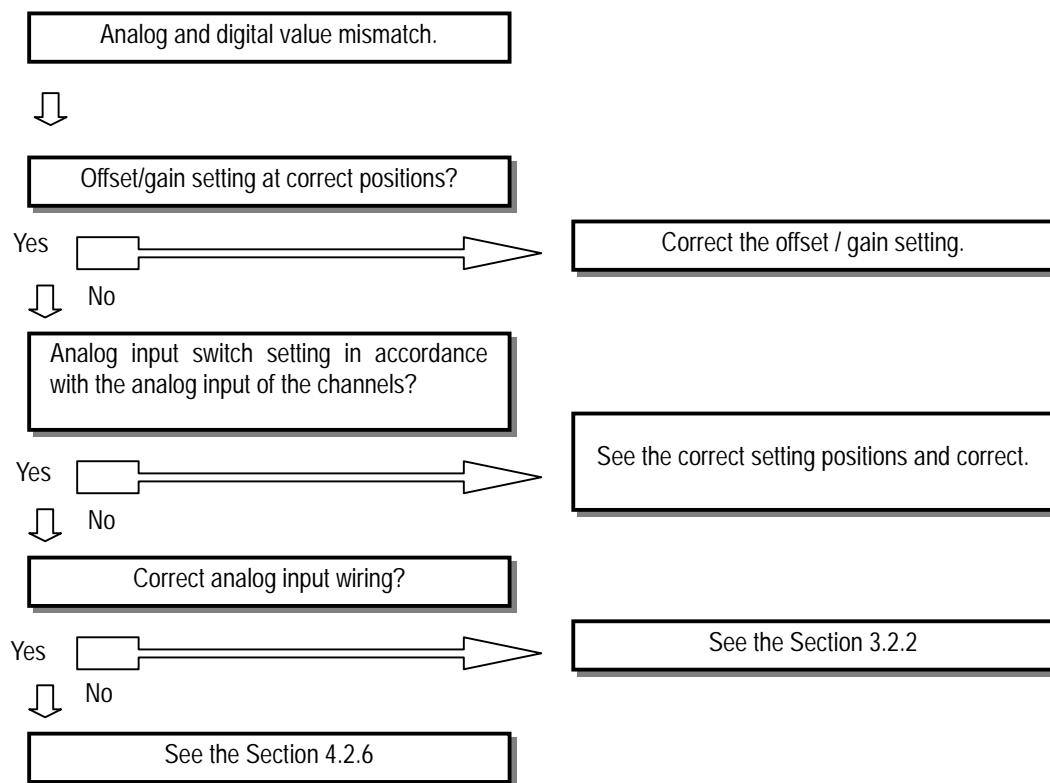 Analog and digital value mismatch.
Offset/gain setting at correct positions?
Yes
Correct the offset / gain setting.
No
Analog input switch setting in accordance
with the analog input of the channels?
Yes
See the correct setting positions and correct.
No
Correct analog input wiring?
Yes
See the Section 3.2.2
No
See the Section 4.2.6